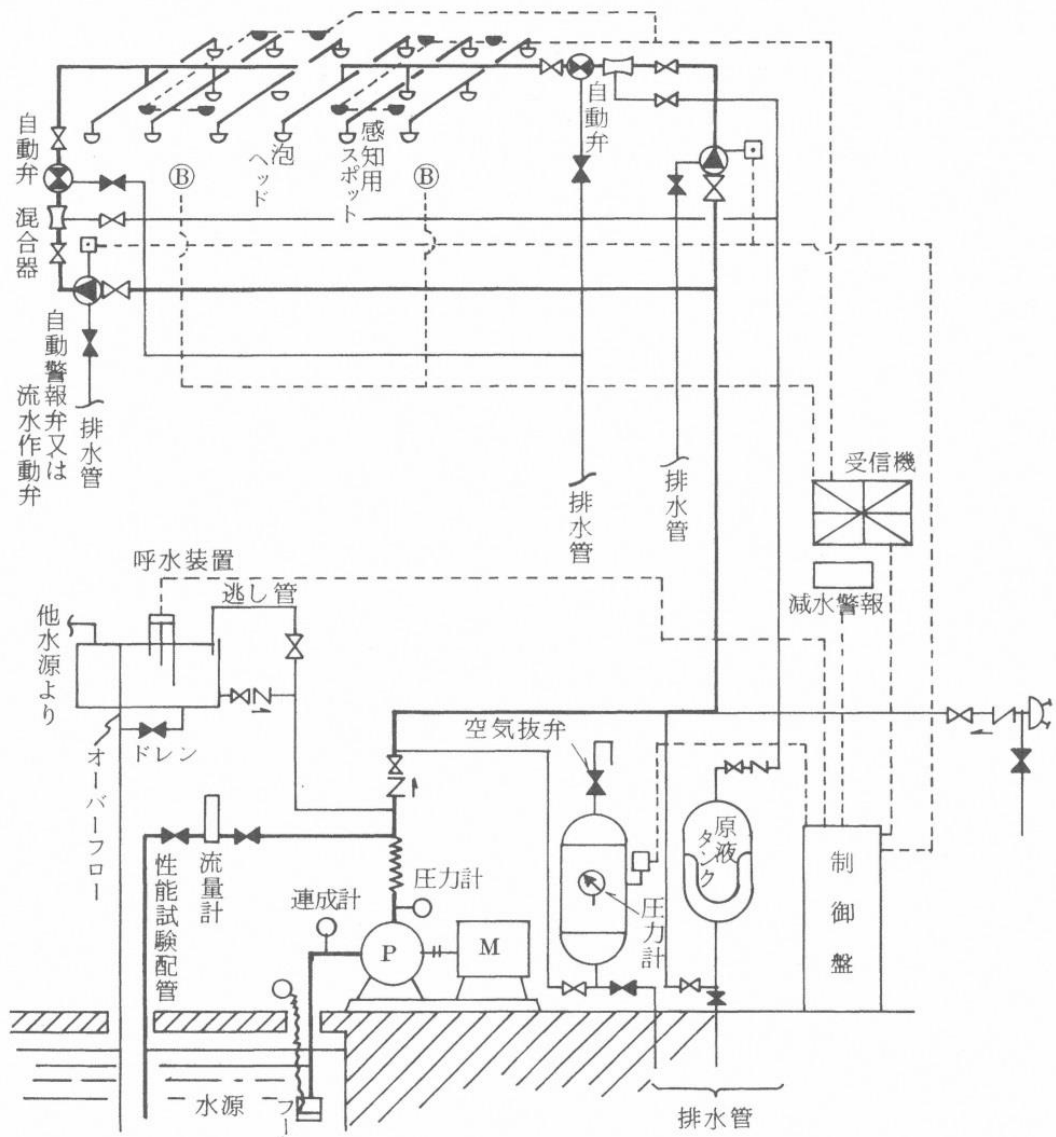 自動弁
混合器
自動警報弁又は
流水作動弁
排水管
Ⓑ
泡
ヘッド
感知用
スポット
Ⓑ
自動弁
排水管
排水管
受信機
減水警報
呼水装置
逃し管
他水源より
オーバーフロー
ドレン
性能試験配管
流量計
連成計
圧力計
P
M
空気抜弁
圧力計
原液
タンク
制御盤
水源
フー
排水管